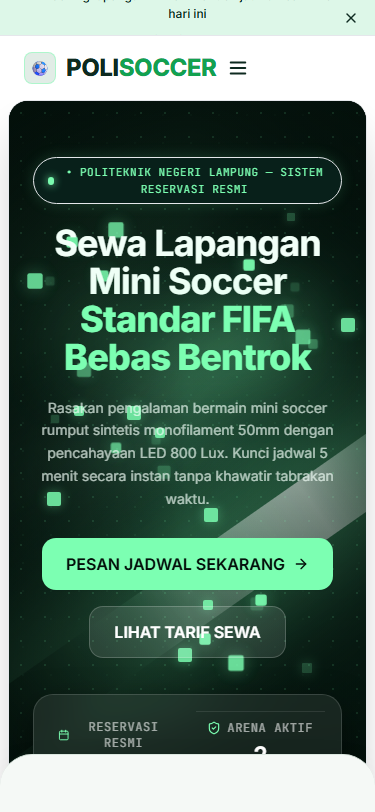 hari ini
POLISOCCER
• POLITEKNIK NEGERI LAMPUNG — SISTEM
RESERVASI RESMI
Sewa Lapangan
Mini Soccer
Standar FIFA
Bebas Bentrok
Rasakan pengalaman bermain mini soccer
rumput sintetis monofilament 50mm dengan
pencahayaan LED 800 Lux. Kunci jadwal 5
menit secara instan tanpa khawatir tabrakan
waktu.
PESAN JADWAL SEKARANG →
LIHAT TARIF SEWA
RESERVASI
RESMI
ARENA AKTIF